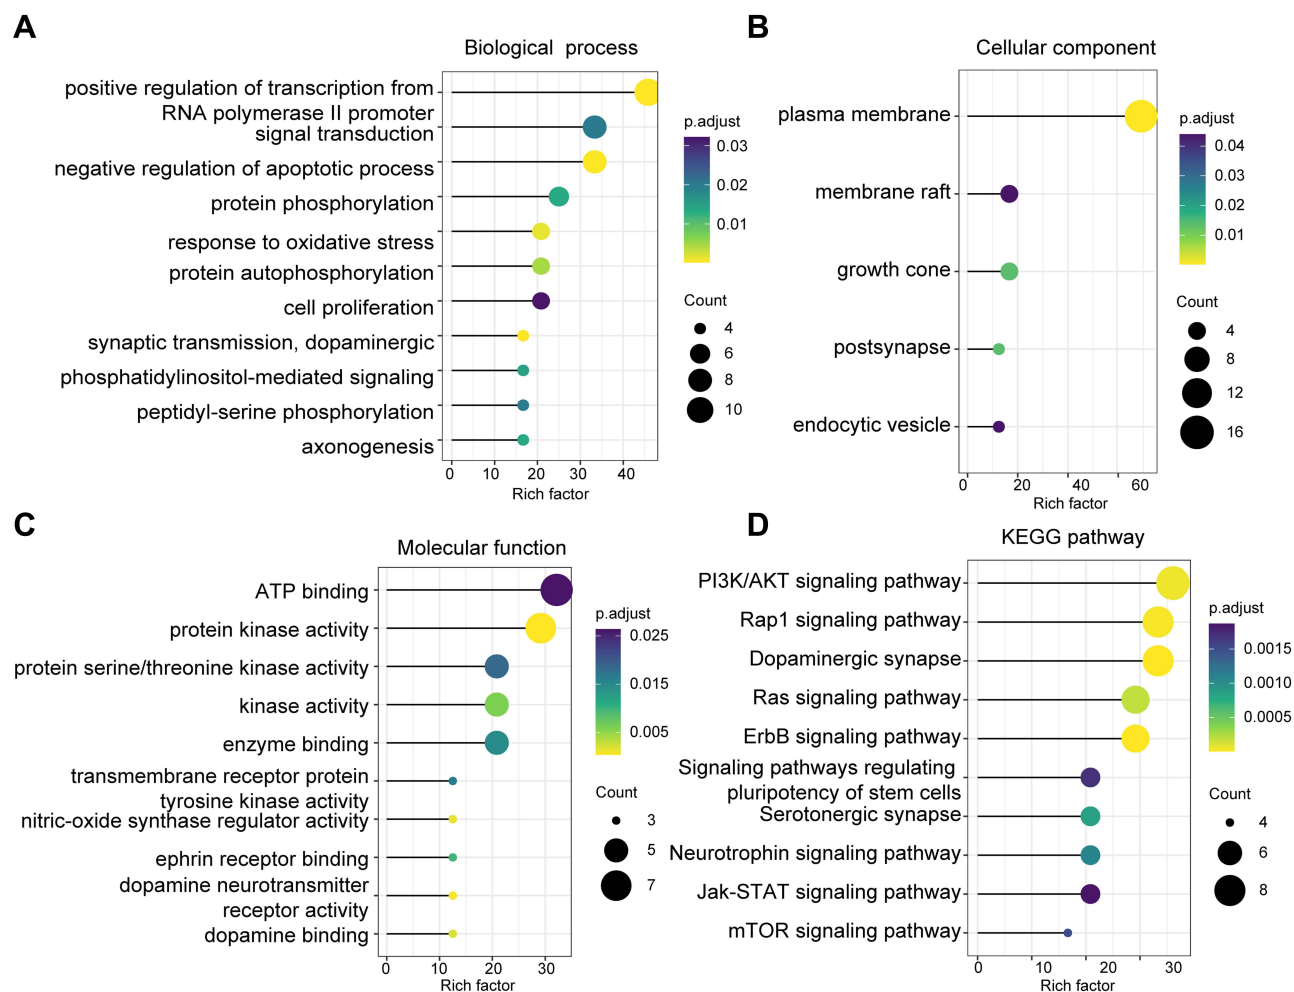 A
Biological process
positive regulation of transcription from
RNA polymerase II promoter
signal transduction
negative regulation of apoptotic process
protein phosphorylation
response to oxidative stress
protein autophosphorylation
cell proliferation
synaptic transmission, dopaminergic
phosphatidylinositol-mediated signaling
peptidyl-serine phosphorylation
axonogenesis
0 10 20 30 40
Rich factor
p.adjust
0.03
0.02
0.01
Count
4
6
8
10
B
Cellular component
plasma membrane
membrane raft
growth cone
postsynapse
endocytic vesicle
0 20 40 60
Rich factor
p.adjust
0.04
0.03
0.02
0.01
Count
4
8
12
16
C
Molecular function
ATP binding
protein kinase activity
protein serine/threonine kinase activity
kinase activity
enzyme binding
transmembrane receptor protein
tyrosine kinase activity
nitric-oxide synthase regulator activity
ephrin receptor binding
dopamine neurotransmitter
receptor activity
dopamine binding
0 10 20 30
Rich factor
p.adjust
0.025
0.015
0.005
Count
3
5
7
D
KEGG pathway
PI3K/AKT signaling pathway
Rap1 signaling pathway
Dopaminergic synapse
Ras signaling pathway
ErbB signaling pathway
Signaling pathways regulating
pluripotency of stem cells
Serotonergic synapse
Neurotrophin signaling pathway
Jak-STAT signaling pathway
mTOR signaling pathway
0 10 20 30
Rich factor
p.adjust
0.0015
0.0010
0.0005
Count
4
6
8